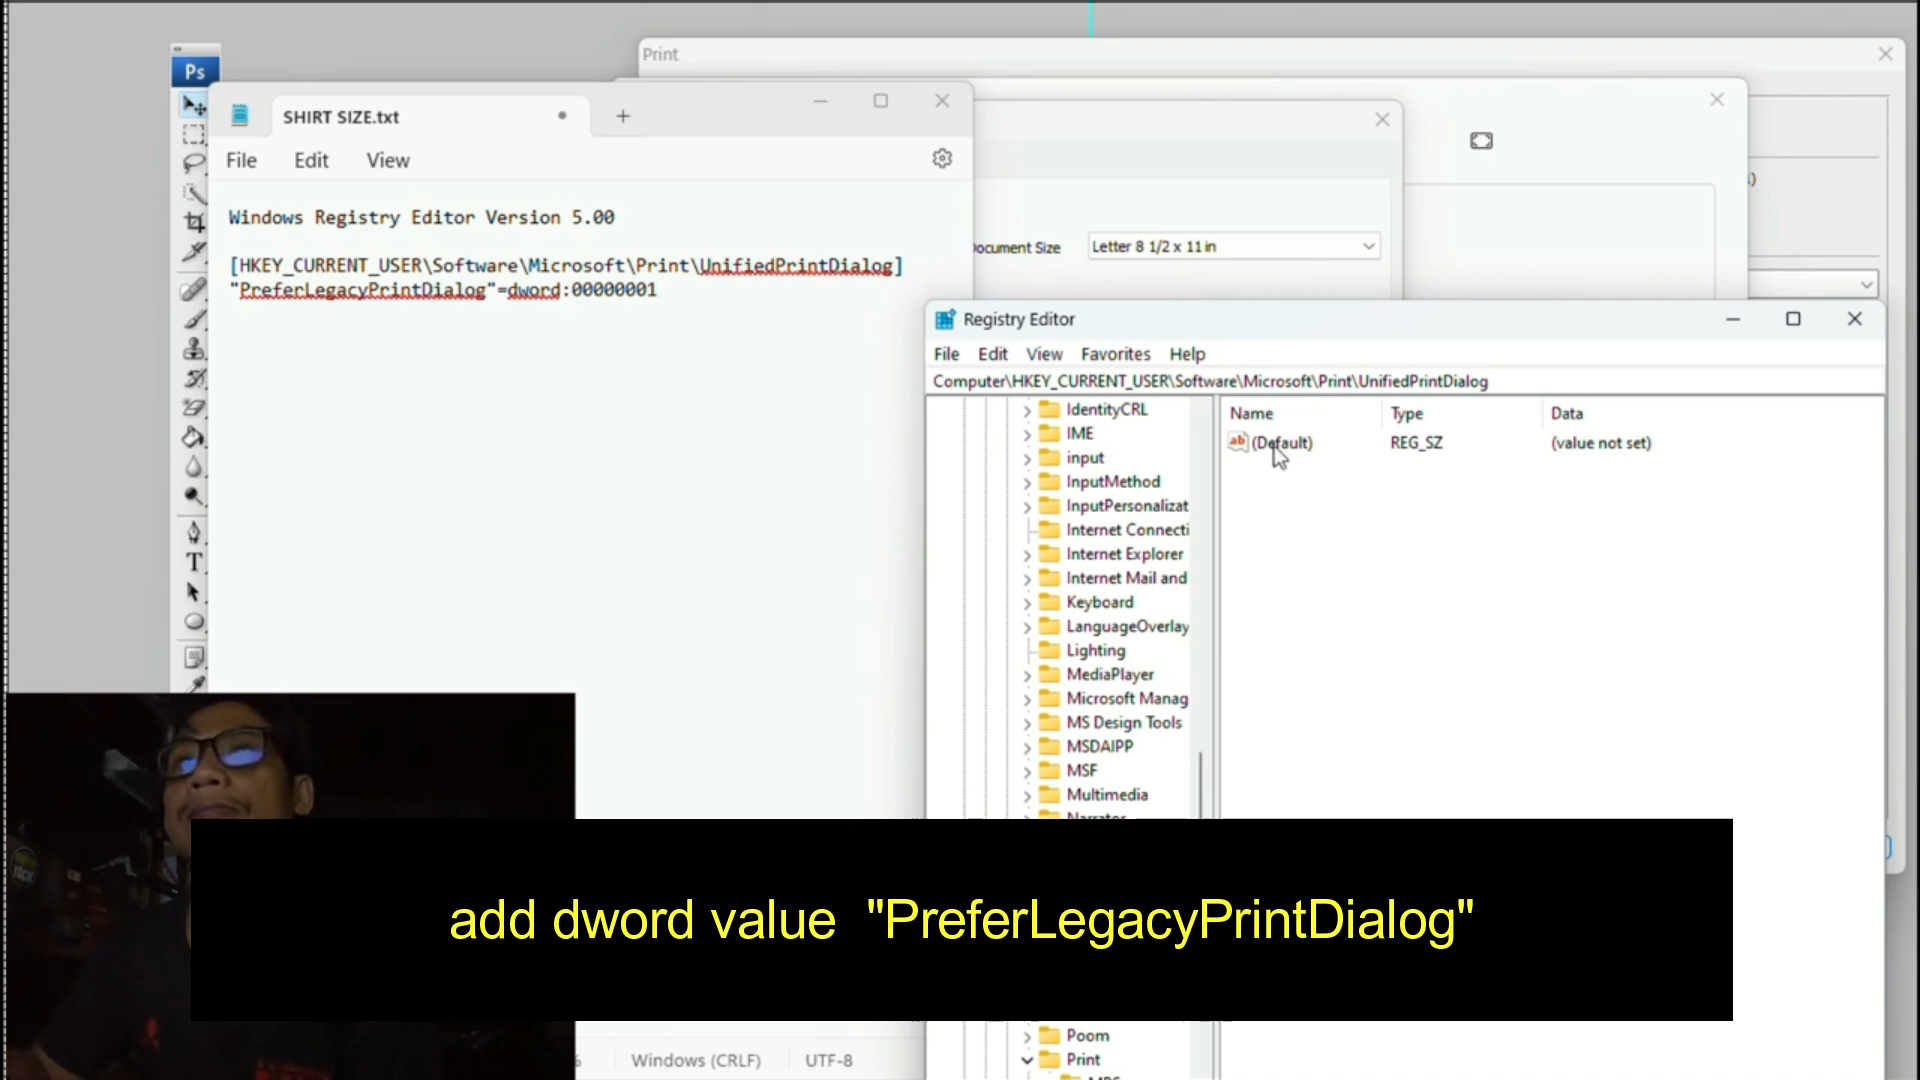 Print
Ps
SHIRT SIZE.txt
File Edit View
Windows Registry Editor Version 5.00
[HKEY_CURRENT_USER\Software\Microsoft\Print\UnifiedPrintDialog]
"PreferLegacyPrintDialog"=dword:00000001
Document Size
Letter 8 1/2 x 11 in
Registry Editor
File Edit View Favorites Help
Computer\HKEY_CURRENT_USER\Software\Microsoft\Print\UnifiedPrintDialog
IdentityCRL
IME
input
InputMethod
InputPersonalizat
Internet Connecti
Internet Explorer
Internet Mail and
Keyboard
LanguageOverlay
Lighting
MediaPlayer
Microsoft Manag
MS Design Tools
MSDAIPP
MSF
Multimedia
Narrator
Poom
Print
Name Type Data
ab (Default) REG_SZ (value not set)
add dword value "PreferLegacyPrintDialog"
Windows (CRLF) UTF-8